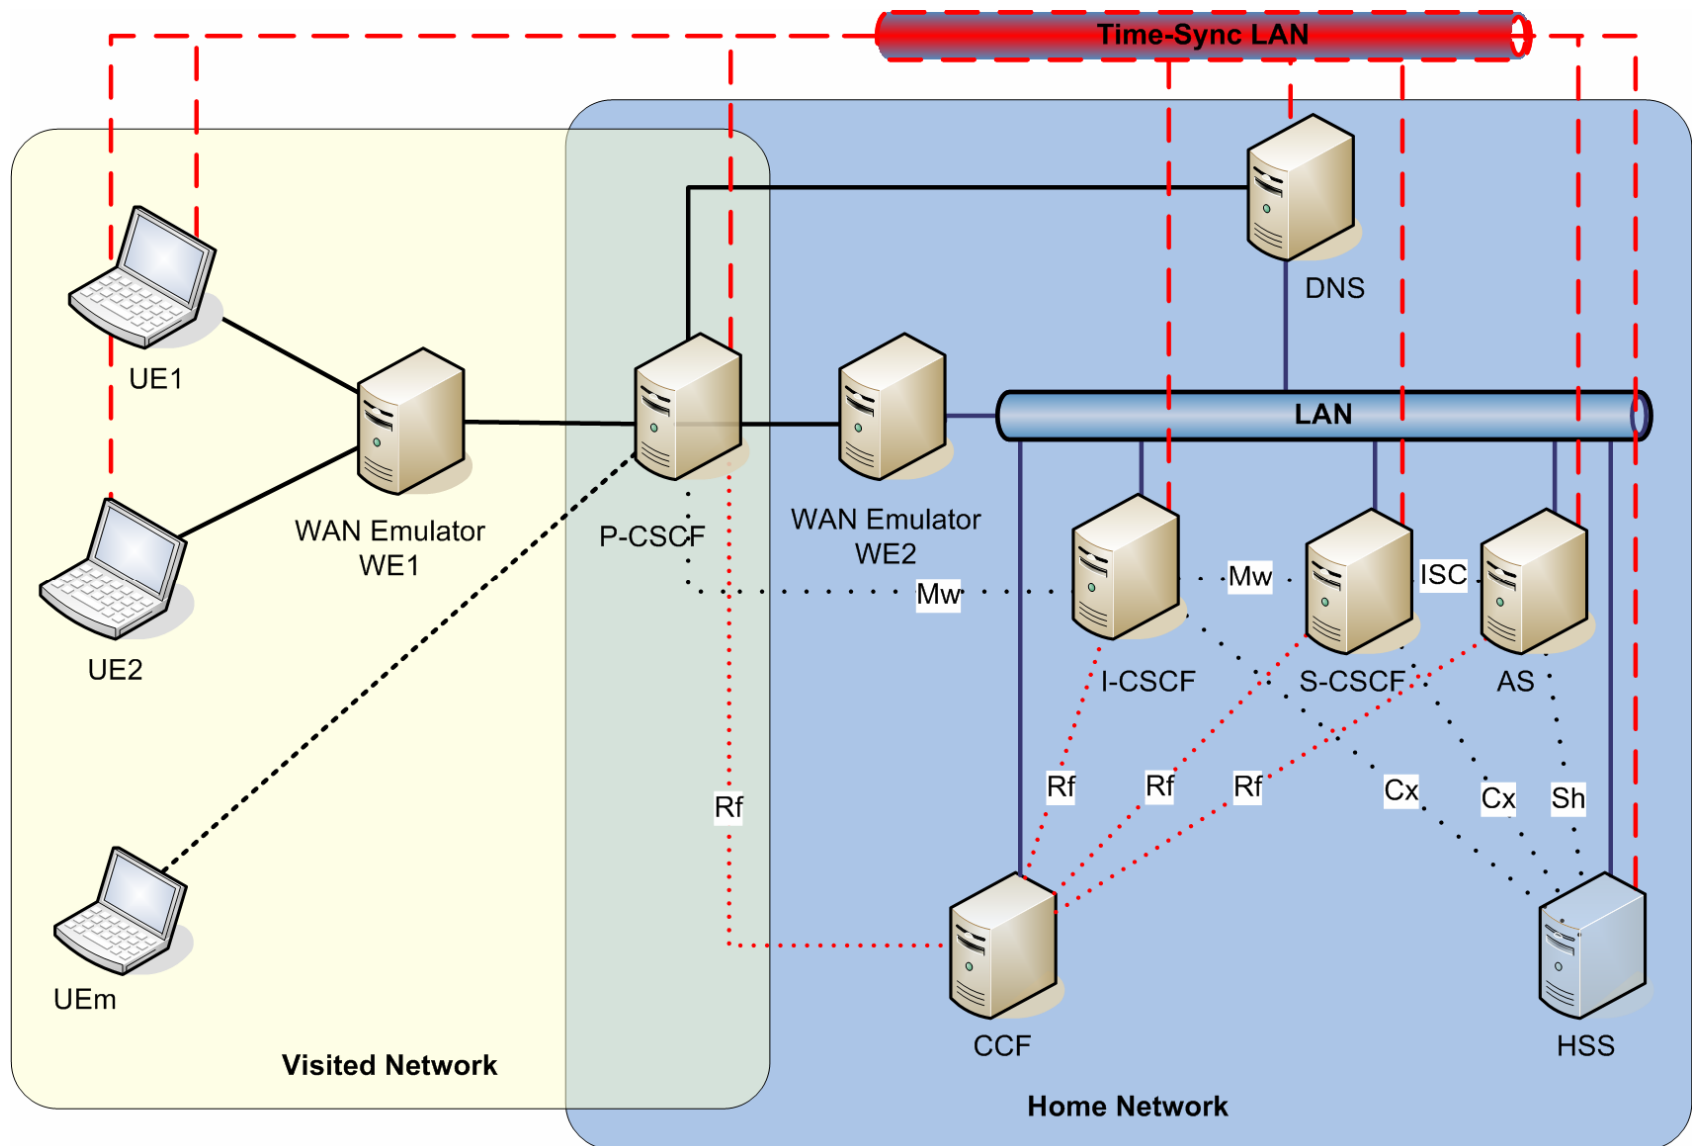 Time-Sync LAN
DNS
UE1
LAN
WAN Emulator
WE1
P-CSCF
WAN Emulator
WE2
Mw
Mw
ISC
UE2
I-CSCF
S-CSCF
AS
Rf
Rf
Rf
Rf
Cx
Cx
Sh
UEm
CCF
HSS
Visited Network
Home Network